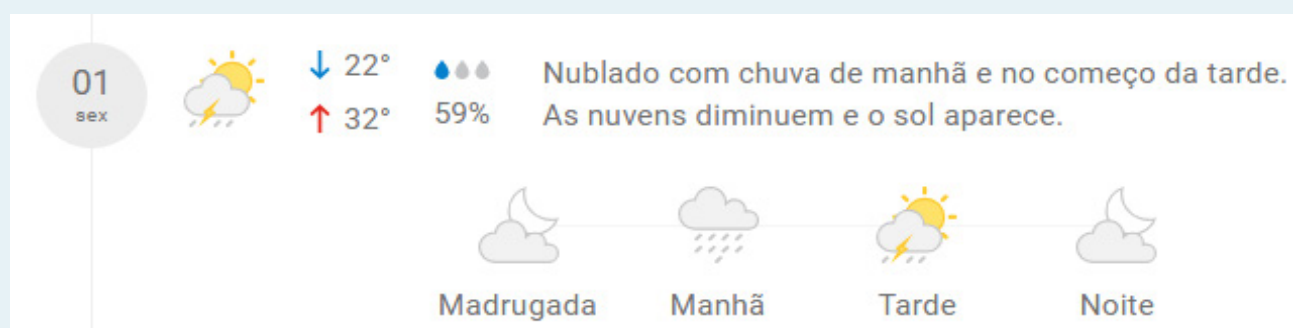 01
sex
↓ 22°
↑ 32°
59%
Nublado com chuva de manhã e no começo da tarde.
As nuvens diminuem e o sol aparece.
Madrugada
Manhã
Tarde
Noite